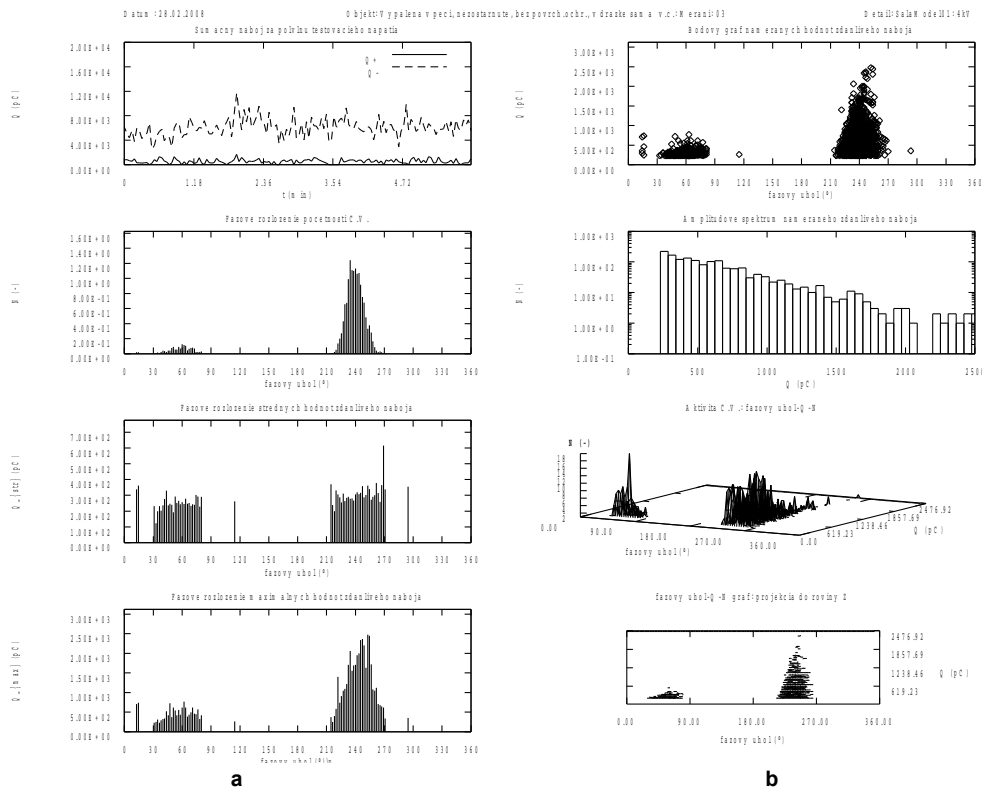 Datum :28.02.2008
Objekt:Vypalena v peci, nezostarnute, bez povrch.ochr., v drazke sam a v.c.:Merani:03
Detail:SalaModel01:4kV
Sumacny naboj za polvlnu testovacieho napatia
Q (pC)
2.00E+04
1.60E+04
1.20E+04
8.00E+03
4.00E+03
0.00E+00
Q+
Q-
0 1.18 2.36 3.54 4.72
t(min)
Fazove rozlozenie pocetnosti C.V.
N (-)
1.60E+00
1.40E+00
1.20E+00
1.00E+00
8.00E-01
6.00E-01
4.00E-01
2.00E-01
0.00E+00
0 30 60 90 120 150 180 210 240 270 300 330 360
fazovy uhol(º)
Fazove rozlozenie strednych hodnot zdanliveho naboja
Q_{str} (pC)
7.00E+02
6.00E+02
5.00E+02
4.00E+02
3.00E+02
2.00E+02
1.00E+02
0.00E+00
0 30 60 90 120 150 180 210 240 270 300 330 360
fazovy uhol(º)
Fazove rozlozenie maximalnych hodnot zdanliveho naboja
Q_{max} (pC)
3.00E+03
2.50E+03
2.00E+03
1.50E+03
1.00E+03
5.00E+02
0.00E+00
0 30 60 90 120 150 180 210 240 270 300 330 360
fazovy uhol(º)
a
Bodovy graf nameranych hodnot zdanliveho naboja
Q (pC)
3.00E+03
2.50E+03
2.00E+03
1.50E+03
1.00E+03
5.00E+02
0.00E+00
0 30 60 90 120 150 180 210 240 270 300 330 360
fazovy uhol(º)
Amplitudove spektrum nameraneho zdanliveho naboja
N (-)
1.00E+03
1.00E+02
1.00E+01
1.00E+00
1.00E-01
0 500 1000 1500 2000 2500
Q (pC)
Aktivita C.V.:fazovy uhol-Q-N
N (-)
0.00 90.00 180.00 270.00 360.00
fazovy uhol(º)
0.00 619.23 1238.46 1857.69 2476.92
Q (pC)
fazovy uhol-Q-N graf:projekcia do roviny Z
2476.92
1857.69
1238.46
619.23
Q (pC)
0.00 90.00 180.00 270.00 360.00
fazovy uhol(º)
b